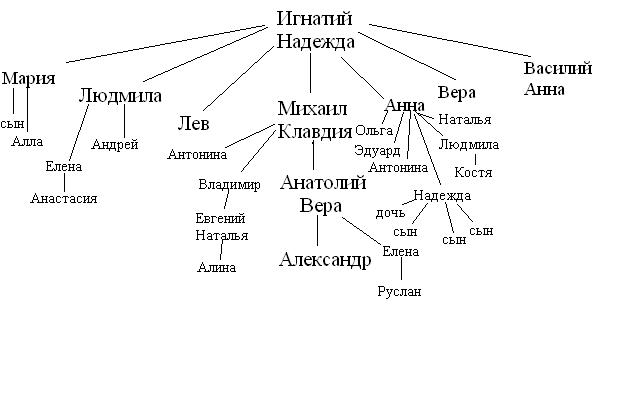 Игнатий
Надежда
Мария
сын
Алла
Людмила
Елена
Анастасия
Андрей
Лев
Михаил
Клавдия
Антонина
Владимир
Евгений
Наталья
Алина
Анатолий
Вера
Александр
Елена
Руслан
Анна
Ольга
Эдуард
Антонина
Надежда
дочь
сын
сын
сын
Людмила
Костя
Наталья
Вера
Василий
Анна